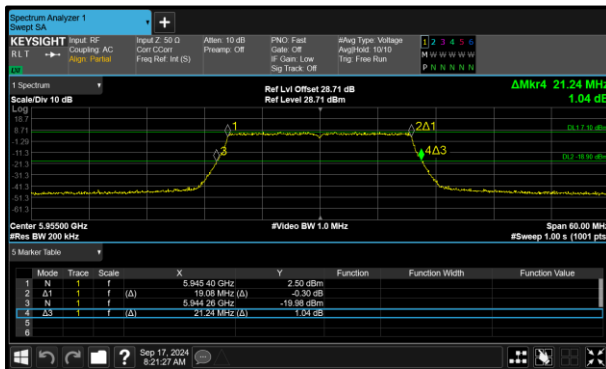 Spectrum Analyzer 1
Swept SA
KEYSIGHT Input: RF Input Z: 50 Ω Atten: 10 dB PNO: Fast #Avg Type: Voltage 1 2 3 4 5 6
RLT Coupling: AC Corr CCorr Preamp: Off Gate: Off Avg|Hold: 10/10 M W W W W W
Align: Partial Freq Ref: Int (S) IF Gain: Low Trig: Free Run P N N N N N
Sig Track: Off
1 Spectrum Ref Lvl Offset 28.71 dB ΔMkr4 21.24 MHz
Scale/Div 10 dB Ref Level 28.71 dBm 1.04 dB
Log
18.7
8.71 1 2Δ1 DL1 7.10 dBm
-1.29
-11.3 3 4Δ3
-21.3 DL2 -18.90 dBm
-31.3
-41.3
-51.3
-61.3
Center 5.95500 GHz #Video BW 1.0 MHz Span 60.00 MHz
#Res BW 200 kHz #Sweep 1.00 s (1001 pts)
5 Marker Table
Mode Trace Scale X Y Function Function Width Function Value
1 N 1 f 5.945 40 GHz 2.50 dBm
2 Δ1 1 f (Δ) 19.08 MHz (Δ) -0.30 dB
3 N 1 f 5.944 26 GHz -19.98 dBm
4 Δ3 1 f (Δ) 21.24 MHz (Δ) 1.04 dB
5
6
Sep 17, 2024
8:21:27 AM